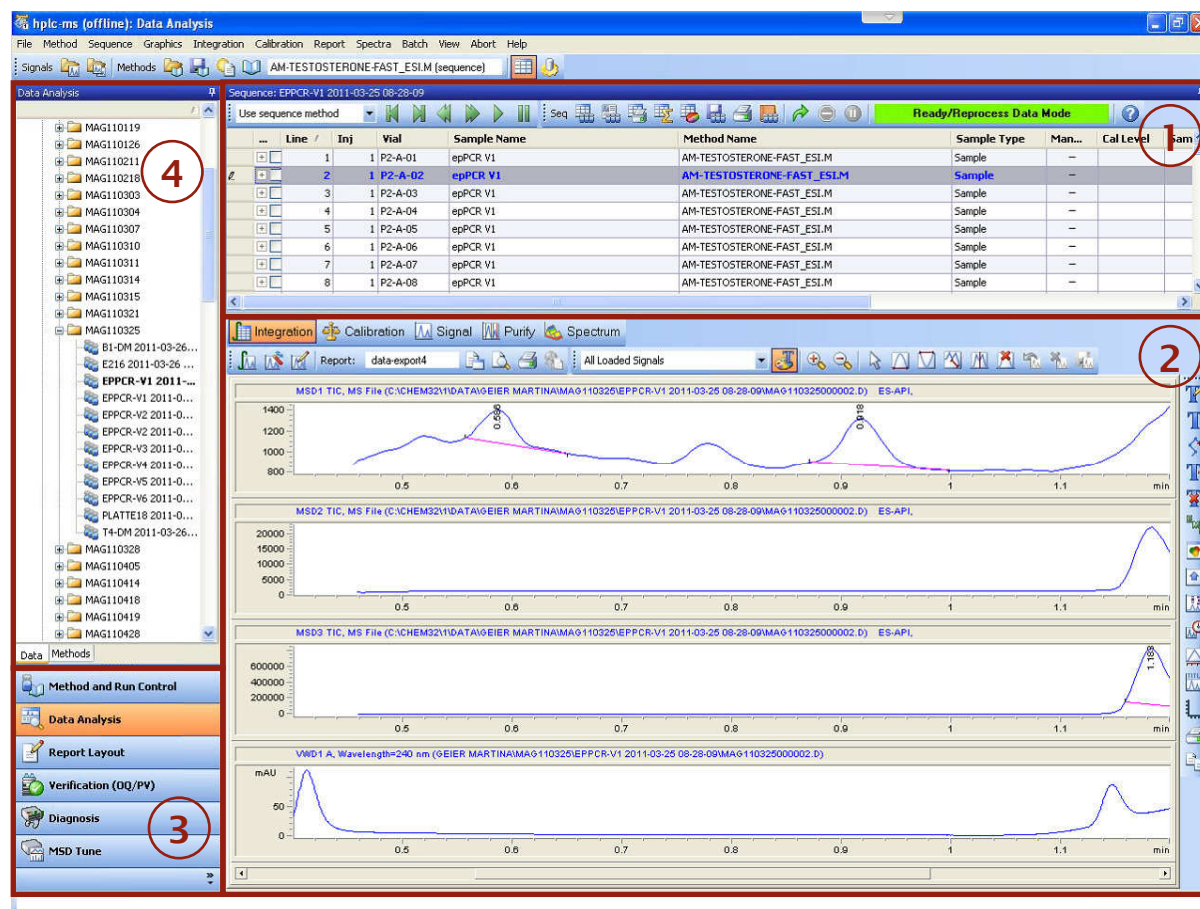 hplc-ms (offline): Data Analysis
File Method Sequence Graphics Integration Calibration Report Spectra Batch View Abort Help
Signals Methods AM-TESTOSTERONE-FAST_ESI.M (sequence)
Data Analysis
MAG110119
MAG110126
MAG110211
MAG110218
MAG110303
MAG110304
MAG110307
MAG110310
MAG110311
MAG110314
MAG110315
MAG110321
MAG110325
B1-DM 2011-03-26...
E216 2011-03-26 ...
EPPCR-V1 2011-...
EPPCR-V1 2011-0...
EPPCR-V2 2011-0...
EPPCR-V2 2011-0...
EPPCR-V3 2011-0...
EPPCR-V4 2011-0...
EPPCR-V5 2011-0...
EPPCR-V6 2011-0...
PLATTE18 2011-0...
T4-DM 2011-03-26...
MAG110328
MAG110405
MAG110414
MAG110418
MAG110419
MAG110428
Data Methods
4
Method and Run Control
Data Analysis
Report Layout
Verification (OQ/PV)
Diagnosis
MSD Tune
3
Sequence: EPPCR-V1 2011-03-25 08-28-09
Use sequence method Seq Ready/Reprocess Data Mode
1
... Line / Inj Vial Sample Name Method Name Sample Type Man... Cal Level Sam
1 1 P2-A-01 epPCR V1 AM-TESTOSTERONE-FAST_ESI.M Sample –
2 1 P2-A-02 epPCR V1 AM-TESTOSTERONE-FAST_ESI.M Sample –
3 1 P2-A-03 epPCR V1 AM-TESTOSTERONE-FAST_ESI.M Sample –
4 1 P2-A-04 epPCR V1 AM-TESTOSTERONE-FAST_ESI.M Sample –
5 1 P2-A-05 epPCR V1 AM-TESTOSTERONE-FAST_ESI.M Sample –
6 1 P2-A-06 epPCR V1 AM-TESTOSTERONE-FAST_ESI.M Sample –
7 1 P2-A-07 epPCR V1 AM-TESTOSTERONE-FAST_ESI.M Sample –
8 1 P2-A-08 epPCR V1 AM-TESTOSTERONE-FAST_ESI.M Sample –
Integration Calibration Signal Purify Spectrum
Report: data-export4 All Loaded Signals
2
MSD1 TIC, MS File (C:\CHEM32\1\DATA\GEIER MARTINA\MAG110325\EPPCR-V1 2011-03-25 08-28-09\MAG110325000002.D) ES-API,
1400
1200
1000
800
0.586
0.918
0.5 0.6 0.7 0.8 0.9 1 1.1 min
MSD2 TIC, MS File (C:\CHEM32\1\DATA\GEIER MARTINA\MAG110325\EPPCR-V1 2011-03-25 08-28-09\MAG110325000002.D) ES-API,
20000
15000
10000
5000
0
0.5 0.6 0.7 0.8 0.9 1 1.1 min
MSD3 TIC, MS File (C:\CHEM32\1\DATA\GEIER MARTINA\MAG110325\EPPCR-V1 2011-03-25 08-28-09\MAG110325000002.D) ES-API,
600000
400000
200000
0
1.183
0.5 0.6 0.7 0.8 0.9 1 1.1 min
VWD1 A, Wavelength=240 nm (GEIER MARTINA\MAG110325\EPPCR-V1 2011-03-25 08-28-09\MAG110325000002.D)
mAU
50
0
0.5 0.6 0.7 0.8 0.9 1 1.1 min